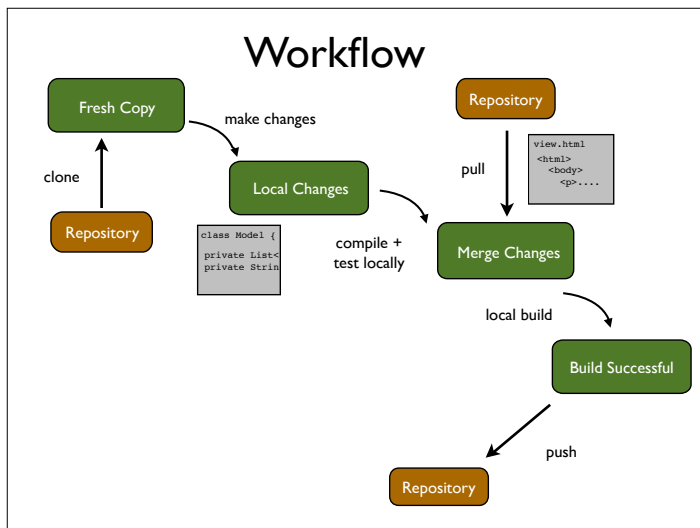 Workflow
Fresh Copy
make changes
Repository
view.html
<html>
<body>
<p>....
clone
Local Changes
pull
Repository
class Model {
private List<
private Strin
compile +
test locally
Merge Changes
local build
Build Successful
push
Repository